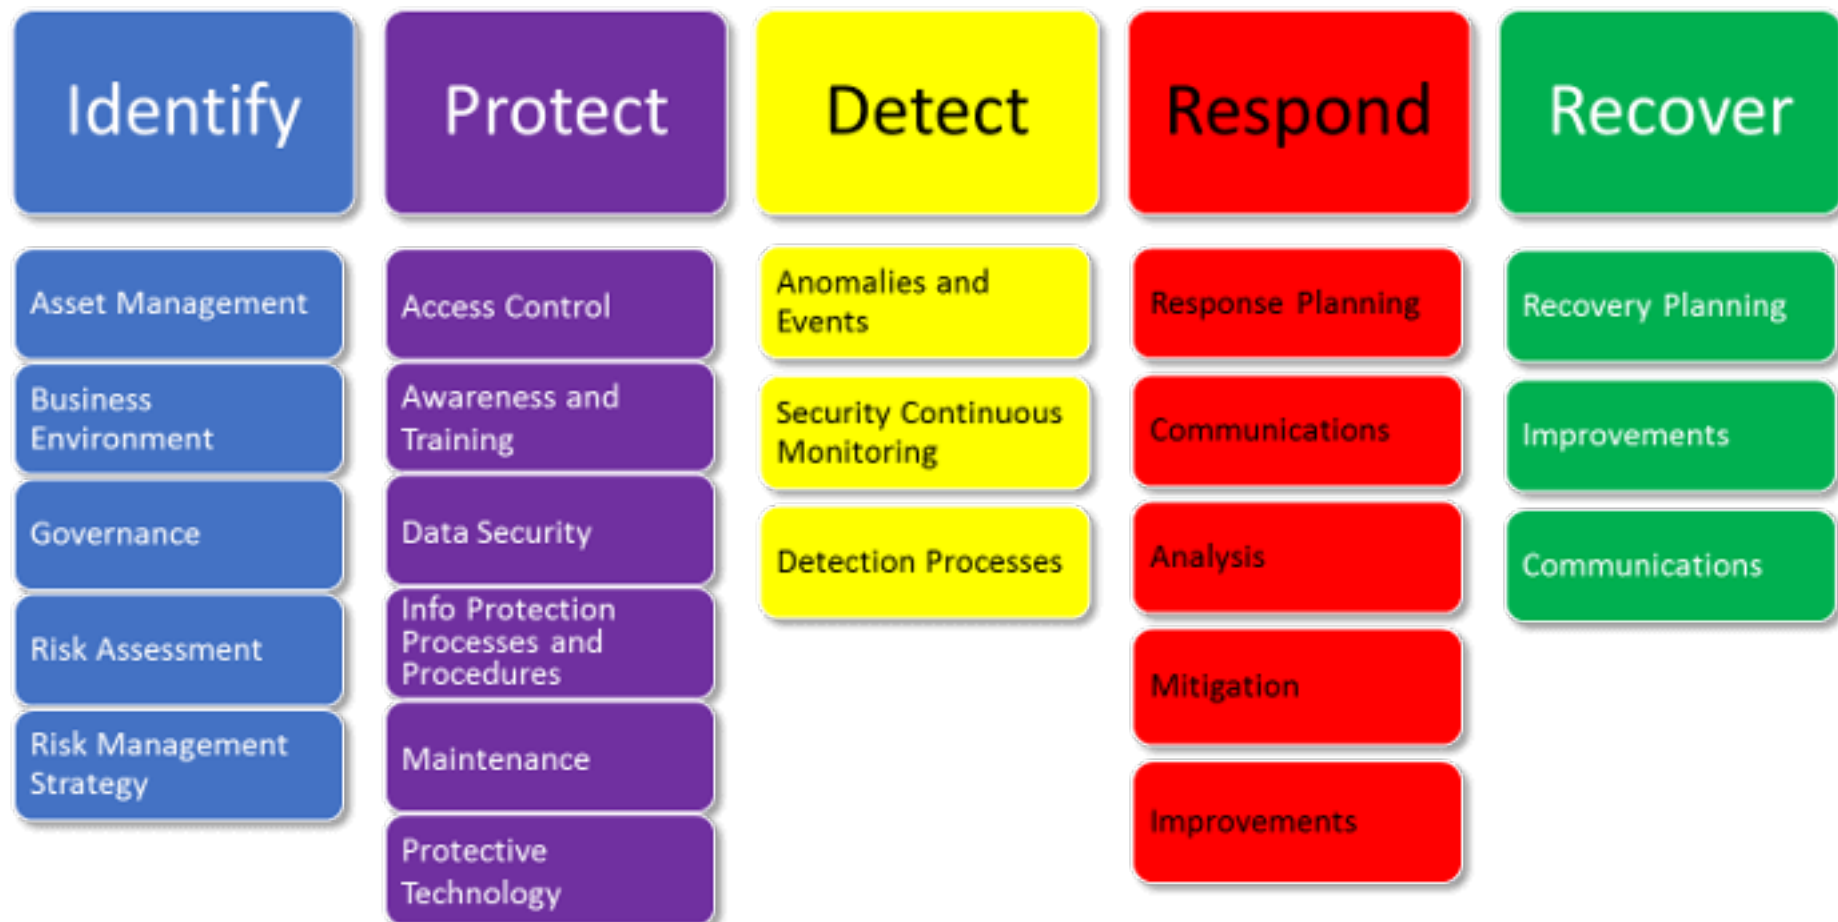 Identify
Protect
Detect
Respond
Recover
Asset Management
Business
Environment
Governance
Risk Assessment
Risk Management
Strategy
Access Control
Awareness and
Training
Data Security
Info Protection
Processes and
Procedures
Maintenance
Protective
Technology
Anomalies and
Events
Security Continuous
Monitoring
Detection Processes
Response Planning
Communications
Analysis
Mitigation
Improvements
Recovery Planning
Improvements
Communications